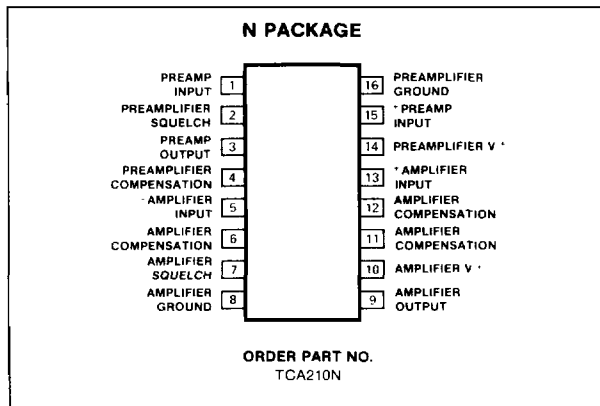 N PACKAGE
PREAMP
INPUT
1
PREAMPLIFIER
SQUELCH
2
PREAMP
OUTPUT
3
PREAMPLIFIER
COMPENSATION
4
-AMPLIFIER
INPUT
5
AMPLIFIER
COMPENSATION
6
AMPLIFIER
SQUELCH
7
AMPLIFIER
GROUND
8
16
PREAMPLIFIER
GROUND
15
+PREAMP
INPUT
14
PREAMPLIFIER V+
13
+AMPLIFIER
INPUT
12
AMPLIFIER
COMPENSATION
11
AMPLIFIER
COMPENSATION
10
AMPLIFIER V+
9
AMPLIFIER
OUTPUT
ORDER PART NO.
TCA210N